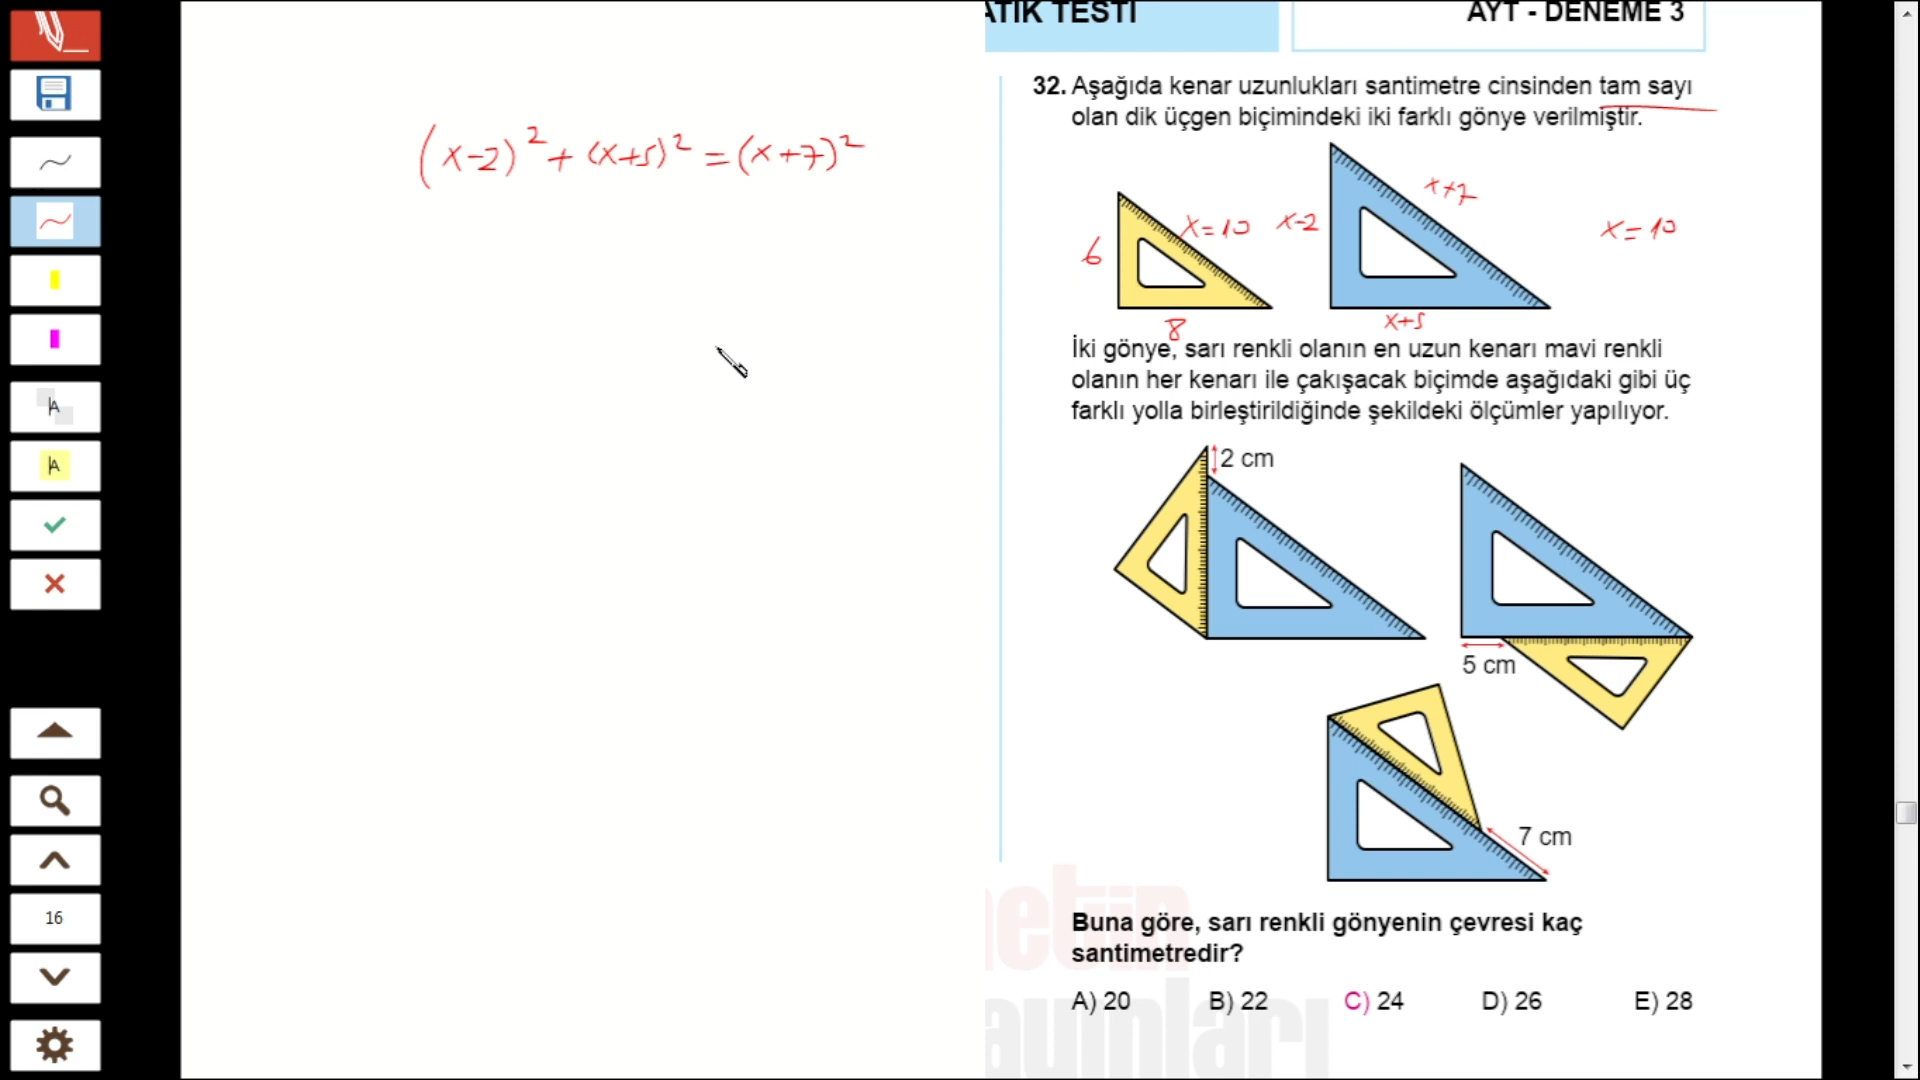 ATİK TESTİ
AYT - DENEME 3
(x-2)² + (x+5)² = (x+7)²
32. Aşağıda kenar uzunlukları santimetre cinsinden tam sayı
olan dik üçgen biçimindeki iki farklı gönye verilmiştir.
6
x=10
8
x-2
x+7
x+5
x=10
İki gönye, sarı renkli olanın en uzun kenarı mavi renkli
olanın her kenarı ile çakışacak biçimde aşağıdaki gibi üç
farklı yolla birleştirildiğinde şekildeki ölçümler yapılıyor.
2 cm
5 cm
7 cm
Buna göre, sarı renkli gönyenin çevresi kaç
santimetredir?
A) 20 B) 22 C) 24 D) 26 E) 28
metin
yayınları
A
A
16